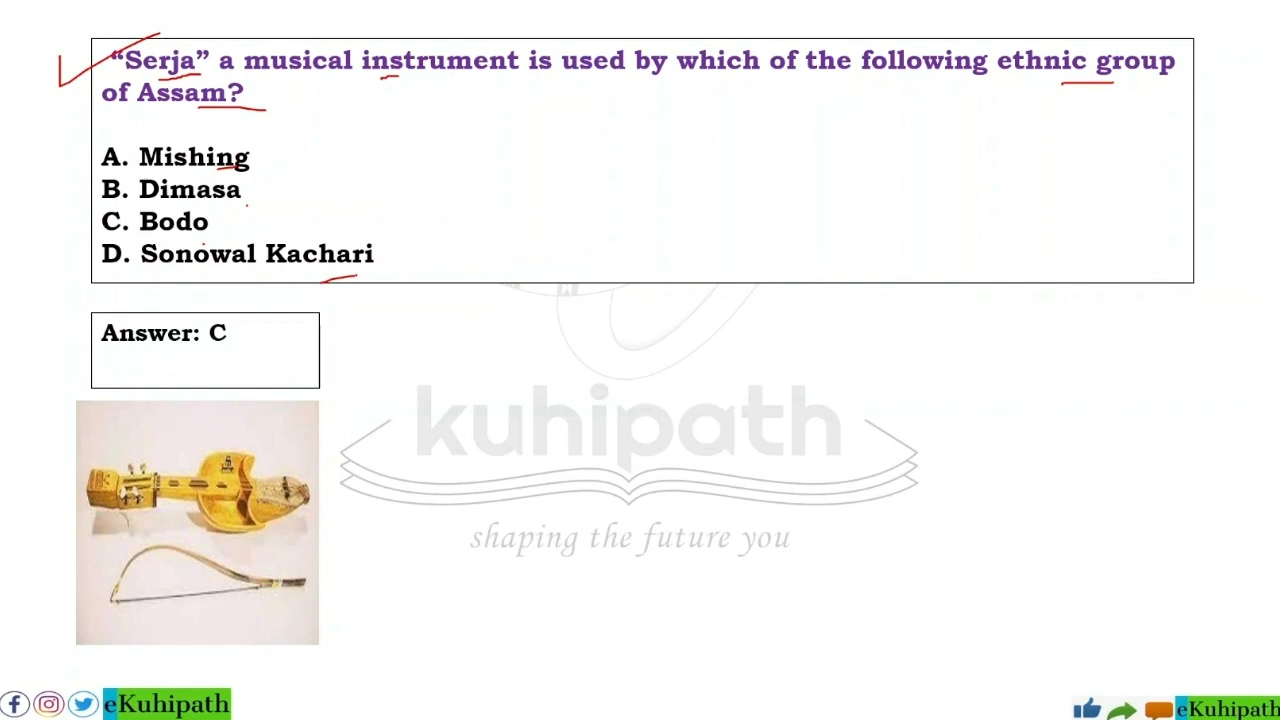 “Serja” a musical instrument is used by which of the following ethnic group
of Assam?
A. Mishing
B. Dimasa
C. Bodo
D. Sonowal Kachari
Answer: C
kuhipath
shaping the future you
eKuhipath
eKuhipath